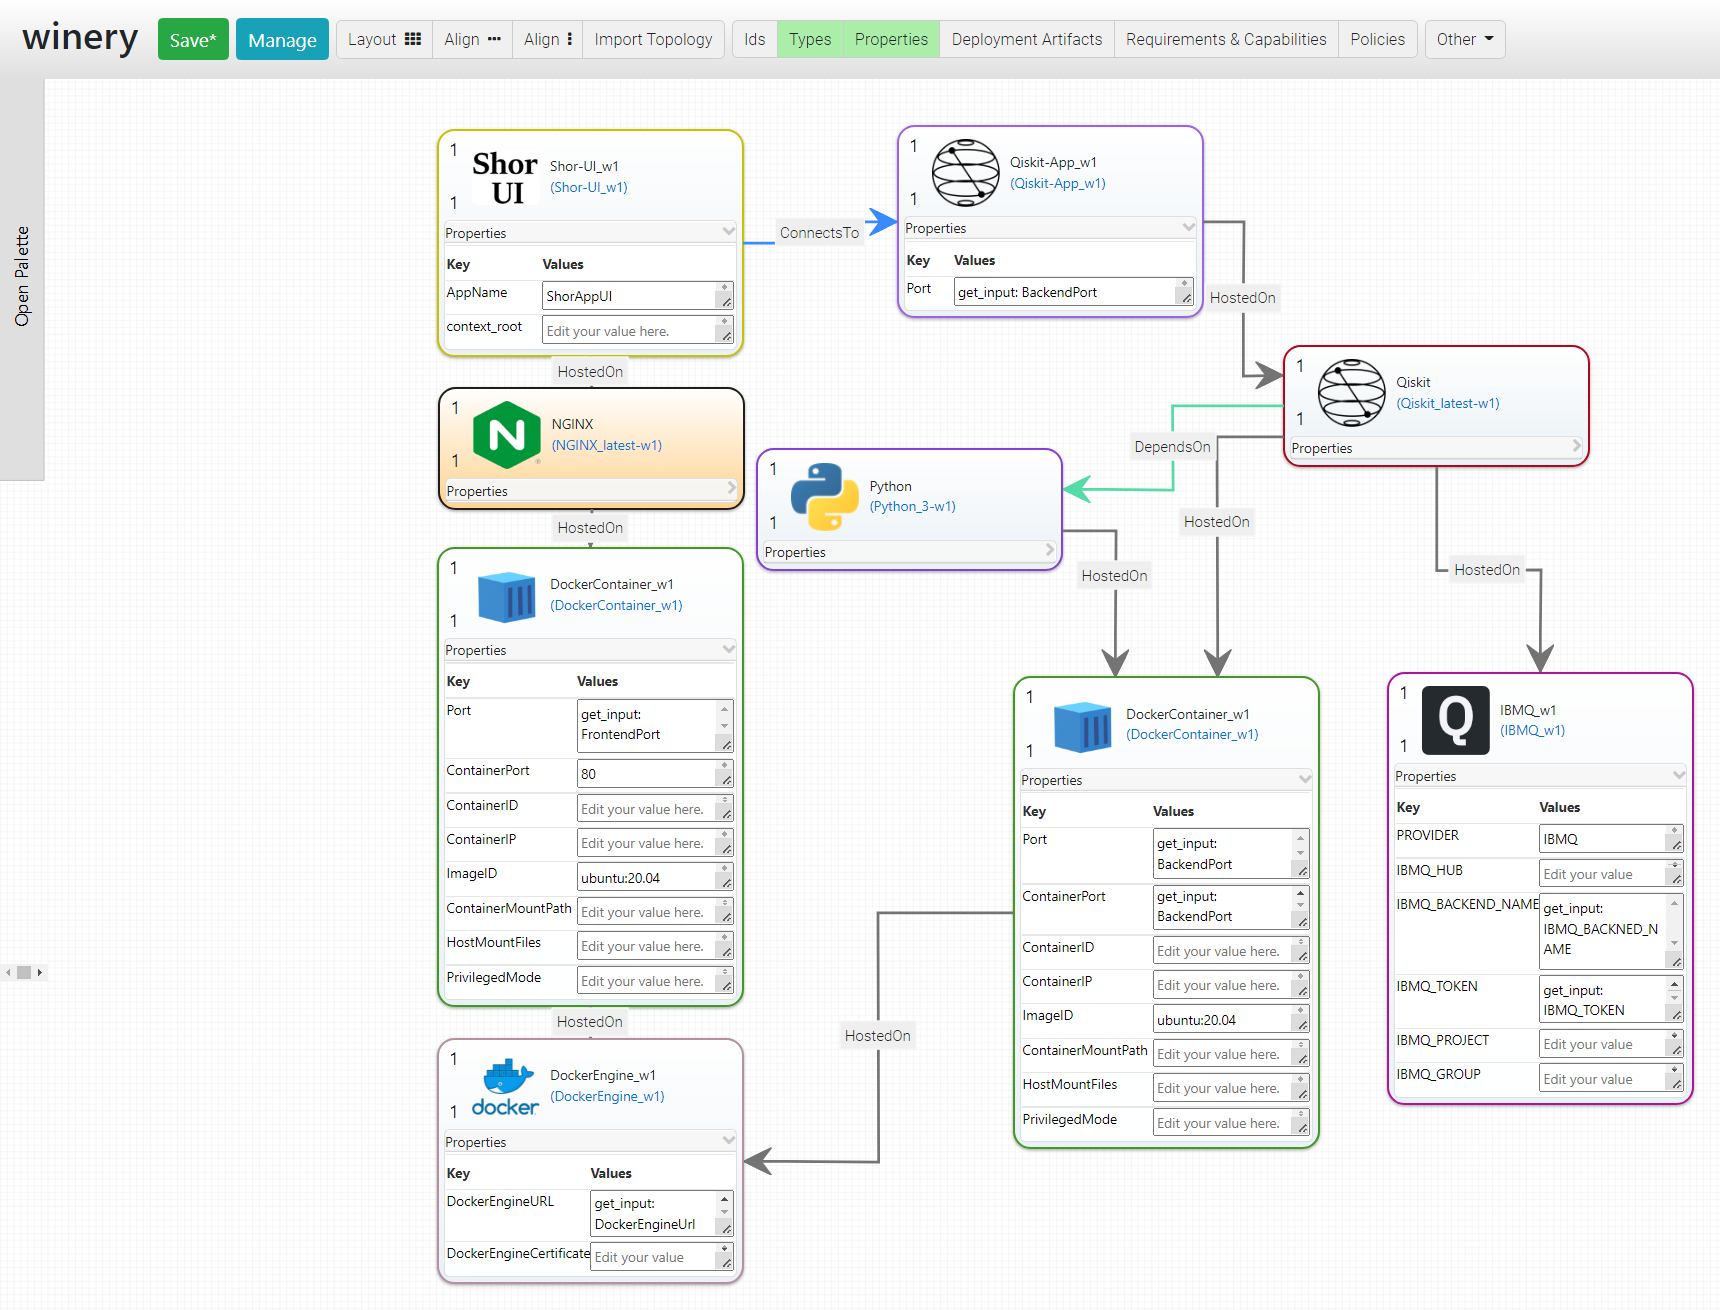 winery
Save*
Manage
Layout
Align
Align
Import Topology
Ids
Types
Properties
Deployment Artifacts
Requirements & Capabilities
Policies
Other
Open Palette
1
1
Shor
UI
Shor-UI_w1
(Shor-UI_w1)
Properties
Key Values
AppName ShorAppUI
context_root Edit your value here.
ConnectsTo
1
1
Qiskit-App_w1
(Qiskit-App_w1)
Properties
Key Values
Port get_input: BackendPort
HostedOn
1
1
Qiskit
(Qiskit_latest-w1)
Properties
HostedOn
1
1
N
NGINX
(NGINX_latest-w1)
Properties
DependsOn
1
1
Python
(Python_3-w1)
Properties
HostedOn
HostedOn
HostedOn
HostedOn
1
1
DockerContainer_w1
(DockerContainer_w1)
Properties
Key Values
Port get_input:
FrontendPort
ContainerPort 80
ContainerID Edit your value here.
ContainerIP Edit your value here.
ImageID ubuntu:20.04
ContainerMountPath Edit your value here.
HostMountFiles Edit your value here.
PrivilegedMode Edit your value here.
HostedOn
1
1
DockerContainer_w1
(DockerContainer_w1)
Properties
Key Values
Port get_input:
BackendPort
ContainerPort get_input:
BackendPort
ContainerID Edit your value here.
ContainerIP Edit your value here.
ImageID ubuntu:20.04
ContainerMountPath Edit your value here.
HostMountFiles Edit your value here.
PrivilegedMode Edit your value here.
1
1
Q
IBMQ_w1
(IBMQ_w1)
Properties
Key Values
PROVIDER IBMQ
IBMQ_HUB Edit your value
IBMQ_BACKEND_NAME get_input:
IBMQ_BACKNED_N
AME
IBMQ_TOKEN get_input:
IBMQ_TOKEN
IBMQ_PROJECT Edit your value
IBMQ_GROUP Edit your value
HostedOn
1
1
docker
DockerEngine_w1
(DockerEngine_w1)
Properties
Key Values
DockerEngineURL get_input:
DockerEngineUrl
DockerEngineCertificate Edit your value